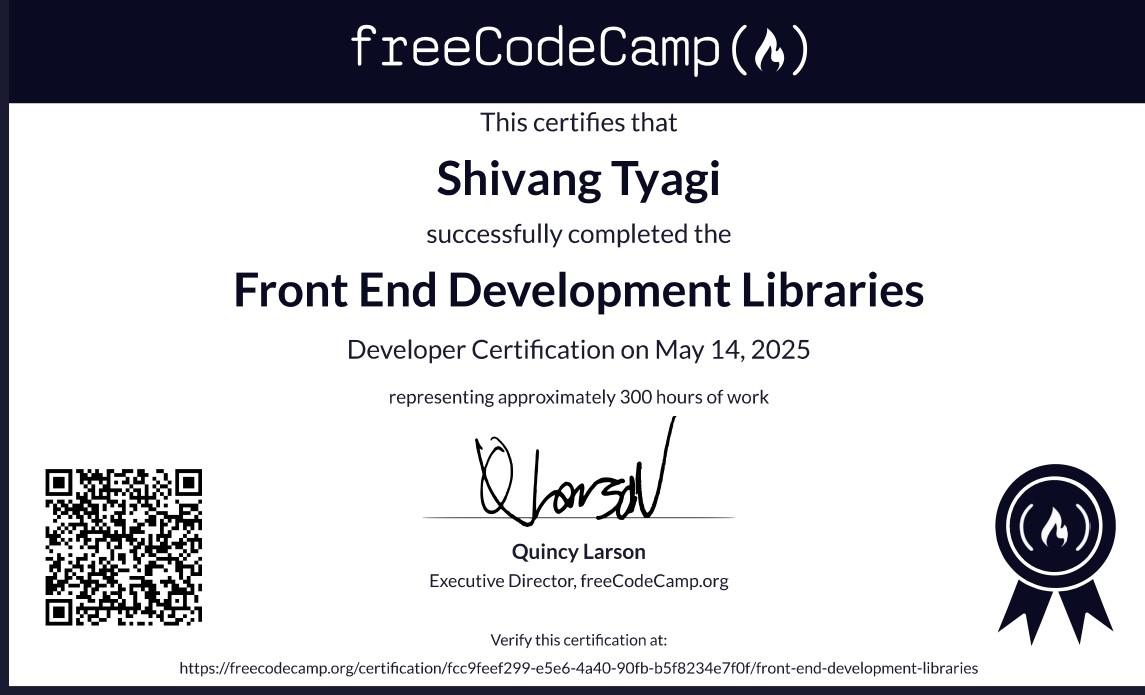 freeCodeCamp
This certifies that
Shivang Tyagi
successfully completed the
Front End Development Libraries
Developer Certification on May 14, 2025
representing approximately 300 hours of work
Q Larson
Quincy Larson
Executive Director, freeCodeCamp.org
Verify this certification at:
https://freecodecamp.org/certification/fcc9feef299-e5e6-4a40-90fb-b5f8234e7f0f/front-end-development-libraries